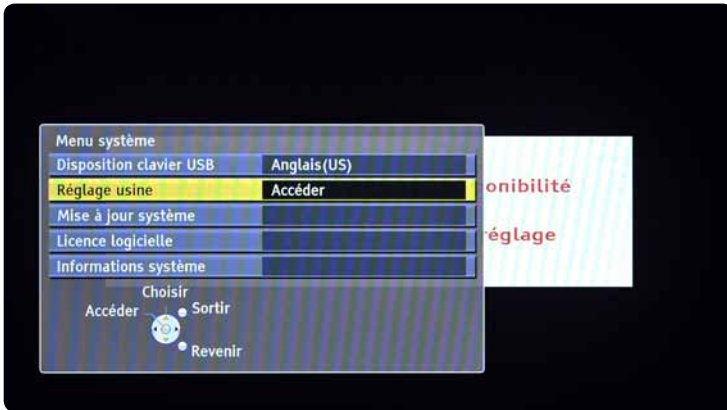 Menu système
Disposition clavier USB Anglais(US)
Réglage usine Accéder
Mise à jour système
Licence logicielle
Informations système
onibilité
réglage
Choisir
Accéder Sortir
Revenir